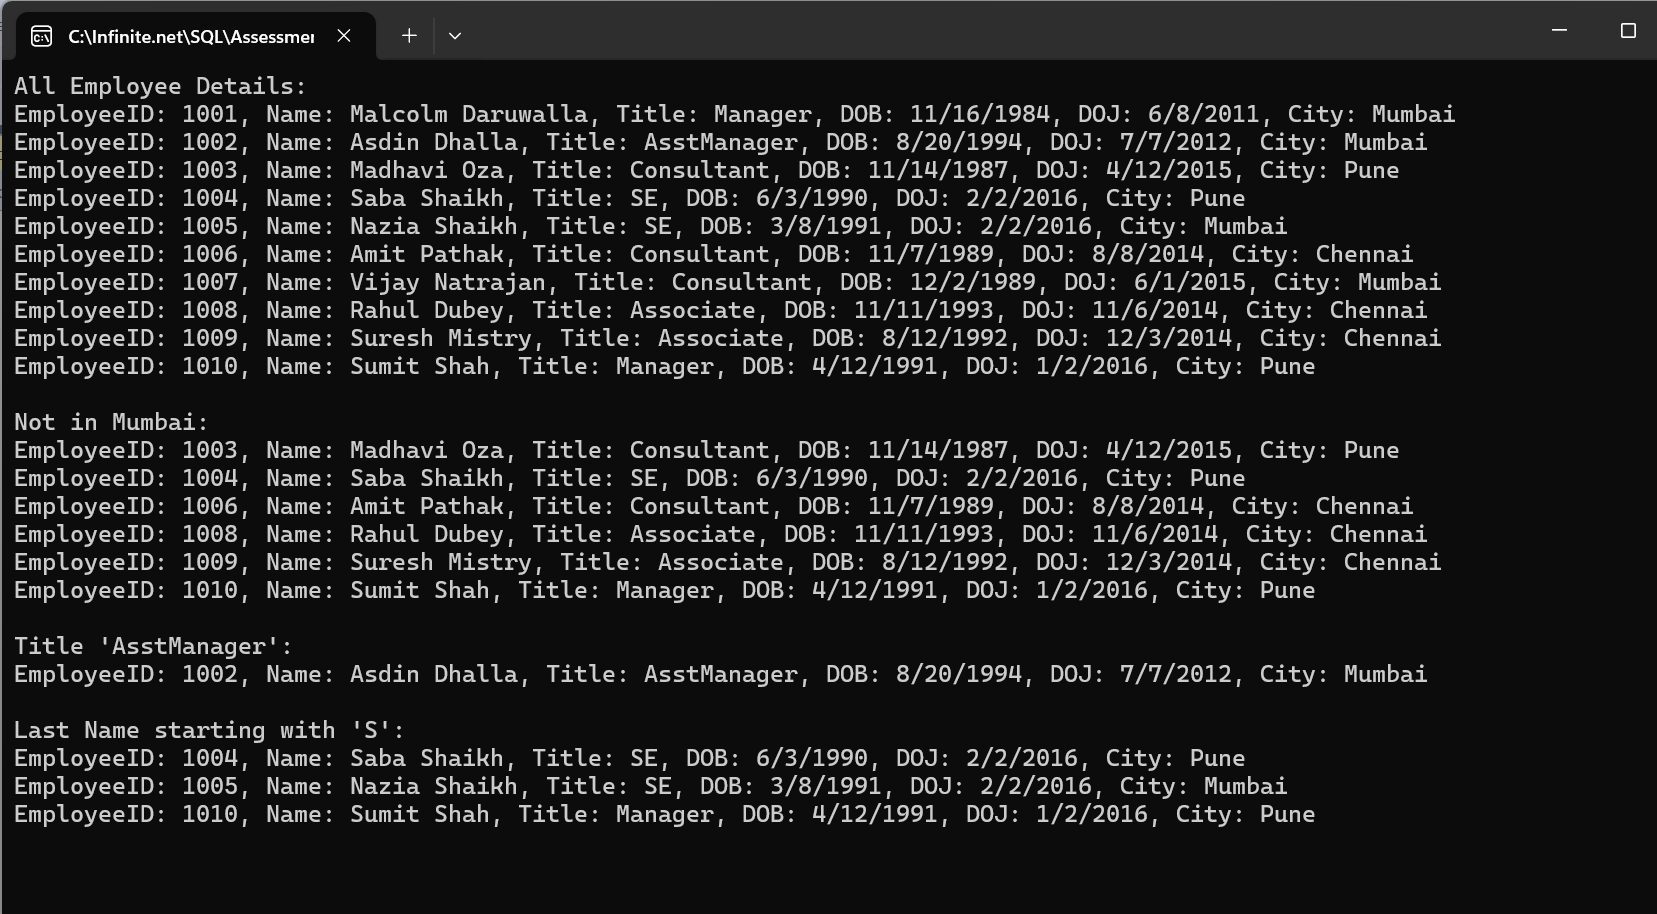 C:\Infinite.net\SQL\Assessmer
All Employee Details:
EmployeeID: 1001, Name: Malcolm Daruwalla, Title: Manager, DOB: 11/16/1984, DOJ: 6/8/2011, City: Mumbai
EmployeeID: 1002, Name: Asdin Dhalla, Title: AsstManager, DOB: 8/20/1994, DOJ: 7/7/2012, City: Mumbai
EmployeeID: 1003, Name: Madhavi Oza, Title: Consultant, DOB: 11/14/1987, DOJ: 4/12/2015, City: Pune
EmployeeID: 1004, Name: Saba Shaikh, Title: SE, DOB: 6/3/1990, DOJ: 2/2/2016, City: Pune
EmployeeID: 1005, Name: Nazia Shaikh, Title: SE, DOB: 3/8/1991, DOJ: 2/2/2016, City: Mumbai
EmployeeID: 1006, Name: Amit Pathak, Title: Consultant, DOB: 11/7/1989, DOJ: 8/8/2014, City: Chennai
EmployeeID: 1007, Name: Vijay Natrajan, Title: Consultant, DOB: 12/2/1989, DOJ: 6/1/2015, City: Mumbai
EmployeeID: 1008, Name: Rahul Dubey, Title: Associate, DOB: 11/11/1993, DOJ: 11/6/2014, City: Chennai
EmployeeID: 1009, Name: Suresh Mistry, Title: Associate, DOB: 8/12/1992, DOJ: 12/3/2014, City: Chennai
EmployeeID: 1010, Name: Sumit Shah, Title: Manager, DOB: 4/12/1991, DOJ: 1/2/2016, City: Pune
Not in Mumbai:
EmployeeID: 1003, Name: Madhavi Oza, Title: Consultant, DOB: 11/14/1987, DOJ: 4/12/2015, City: Pune
EmployeeID: 1004, Name: Saba Shaikh, Title: SE, DOB: 6/3/1990, DOJ: 2/2/2016, City: Pune
EmployeeID: 1006, Name: Amit Pathak, Title: Consultant, DOB: 11/7/1989, DOJ: 8/8/2014, City: Chennai
EmployeeID: 1008, Name: Rahul Dubey, Title: Associate, DOB: 11/11/1993, DOJ: 11/6/2014, City: Chennai
EmployeeID: 1009, Name: Suresh Mistry, Title: Associate, DOB: 8/12/1992, DOJ: 12/3/2014, City: Chennai
EmployeeID: 1010, Name: Sumit Shah, Title: Manager, DOB: 4/12/1991, DOJ: 1/2/2016, City: Pune
Title 'AsstManager':
EmployeeID: 1002, Name: Asdin Dhalla, Title: AsstManager, DOB: 8/20/1994, DOJ: 7/7/2012, City: Mumbai
Last Name starting with 'S':
EmployeeID: 1004, Name: Saba Shaikh, Title: SE, DOB: 6/3/1990, DOJ: 2/2/2016, City: Pune
EmployeeID: 1005, Name: Nazia Shaikh, Title: SE, DOB: 3/8/1991, DOJ: 2/2/2016, City: Mumbai
EmployeeID: 1010, Name: Sumit Shah, Title: Manager, DOB: 4/12/1991, DOJ: 1/2/2016, City: Pune